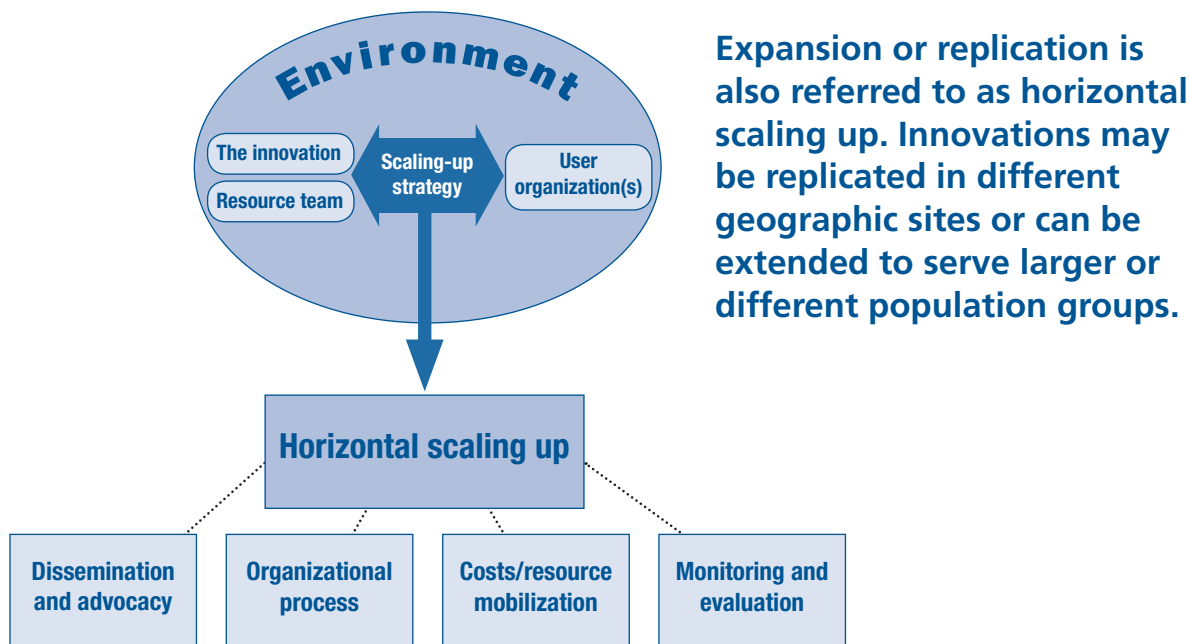 Environment
The innovation
Resource team
Scaling-up
strategy
User
organization(s)
Expansion or replication is
also referred to as horizontal
scaling up. Innovations may
be replicated in different
geographic sites or can be
extended to serve larger or
different population groups.
Horizontal scaling up
Dissemination
and advocacy
Organizational
process
Costs/resource
mobilization
Monitoring and
evaluation